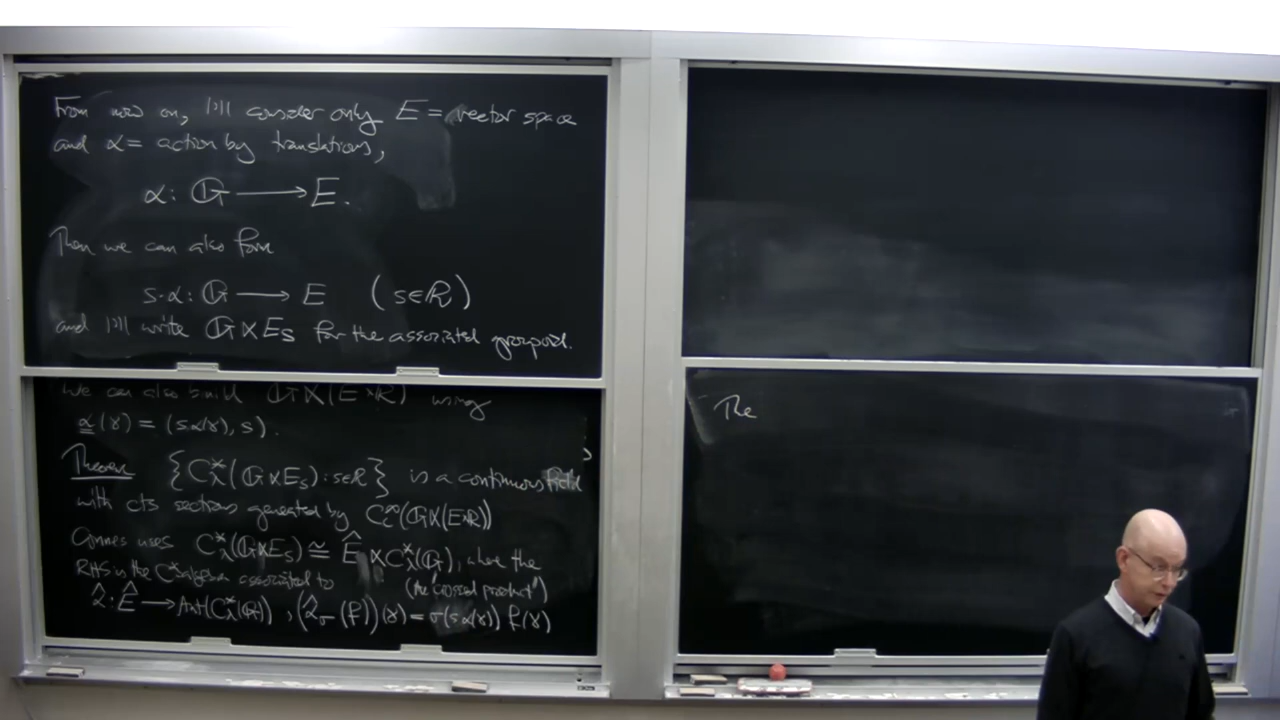 From now on, I'll consider only E = vector space
and α = action by translations,
α: 𝔾 ⟶ E.
Then we can also form
s·α: 𝔾 ⟶ E (s∈ℝ)
and I'll write 𝔾⋉E_s for the associated groupoid.
We can also build 𝔾⋉(E×ℝ) using
α(γ) = (sα(γ), s).
Theorem {C*_λ(𝔾⋉E_s) : s∈ℝ} is a continuous field
with cts sections generated by C_c^∞(𝔾⋉(E×ℝ))
Connes uses C*_λ(𝔾⋉E_s) ≅ Ê ⋉ C*_λ(𝔾), where the
RHS is the C*-algebra associated to (the "crossed product")
α̂: Ê ⟶ Aut(C*_λ(𝔾)), (α̂_σ(f))(γ) = σ(sα(γ)) f(γ)
The